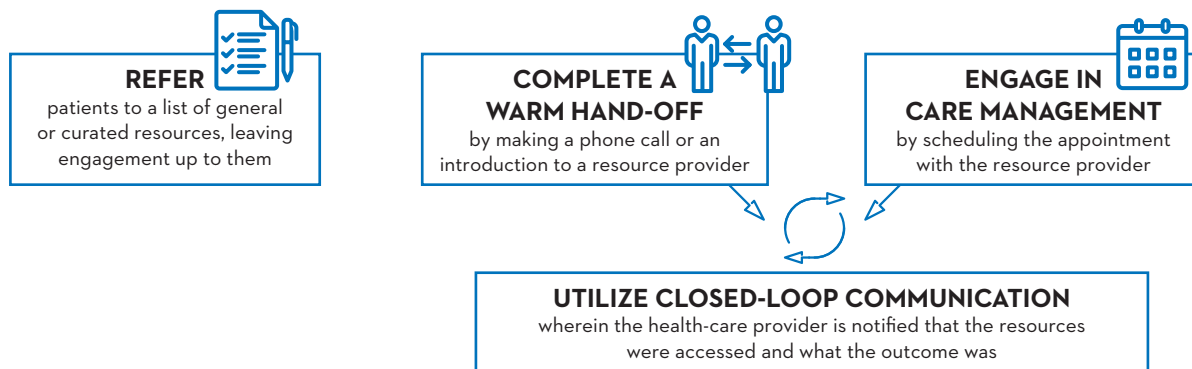 REFER
patients to a list of general
or curated resources, leaving
engagement up to them
COMPLETE A
WARM HAND-OFF
by making a phone call or an
introduction to a resource provider
ENGAGE IN
CARE MANAGEMENT
by scheduling the appointment
with the resource provider
UTILIZE CLOSED-LOOP COMMUNICATION
wherein the health-care provider is notified that the resources
were accessed and what the outcome was